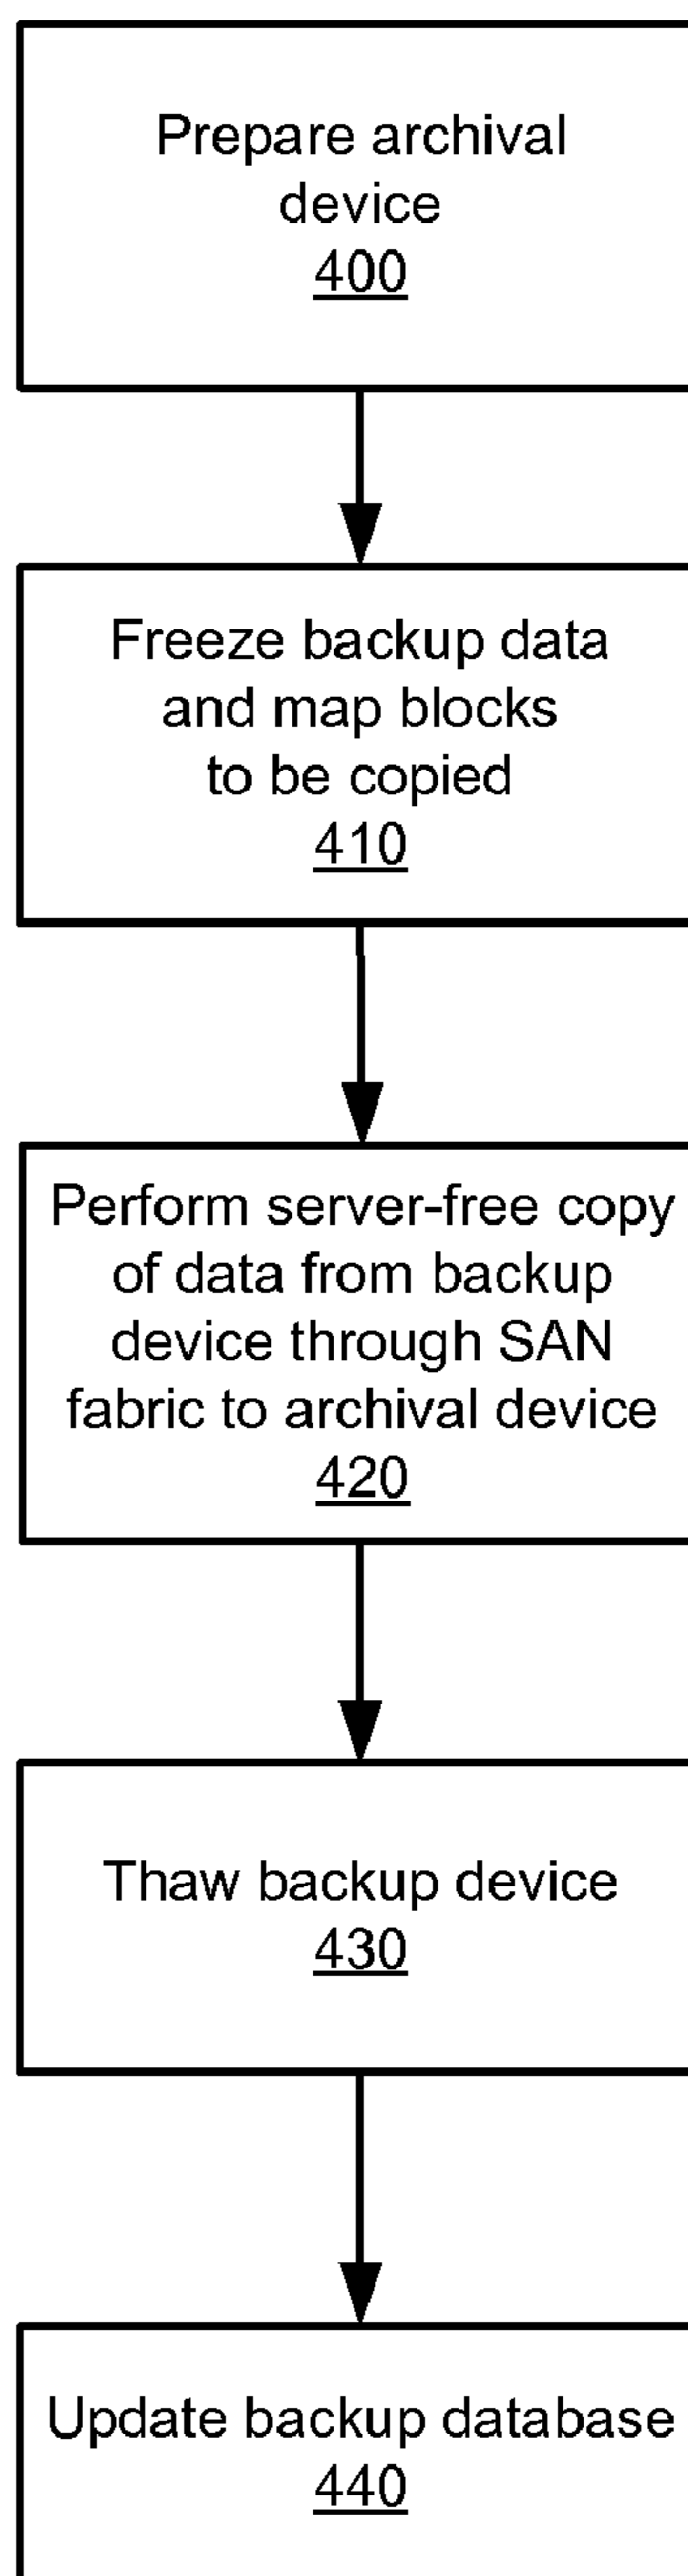 Prepare archival
device
400
Freeze backup data
and map blocks
to be copied
410
Perform server-free copy
of data from backup
device through SAN
fabric to archival device
420
Thaw backup device
430
Update backup database
440